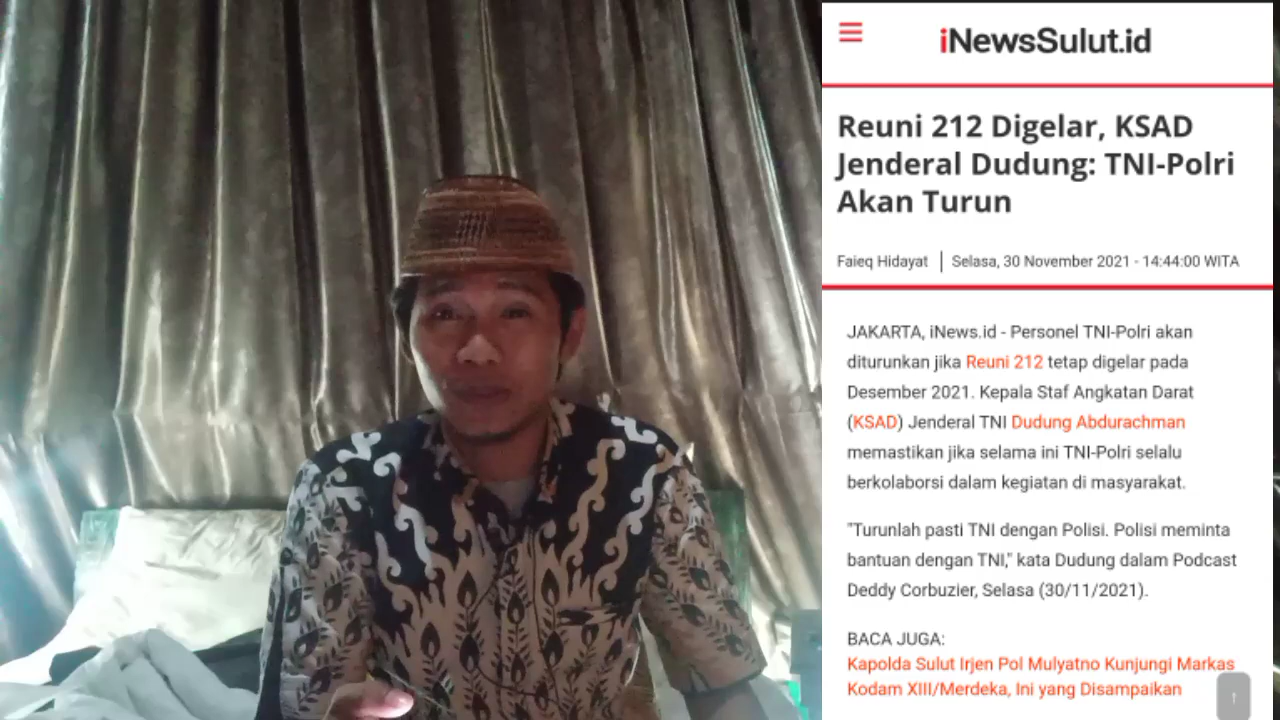 iNewsSulut.id
Reuni 212 Digelar, KSAD
Jenderal Dudung: TNI-Polri
Akan Turun
Faieq Hidayat | Selasa, 30 November 2021 - 14:44:00 WITA
JAKARTA, iNews.id - Personel TNI-Polri akan
diturunkan jika Reuni 212 tetap digelar pada
Desember 2021. Kepala Staf Angkatan Darat
(KSAD) Jenderal TNI Dudung Abdurachman
memastikan jika selama ini TNI-Polri selalu
berkolaborsi dalam kegiatan di masyarakat.
"Turunlah pasti TNI dengan Polisi. Polisi meminta
bantuan dengan TNI," kata Dudung dalam Podcast
Deddy Corbuzier, Selasa (30/11/2021).
BACA JUGA:
Kapolda Sulut Irjen Pol Mulyatno Kunjungi Markas
Kodam XIII/Merdeka, Ini yang Disampaikan